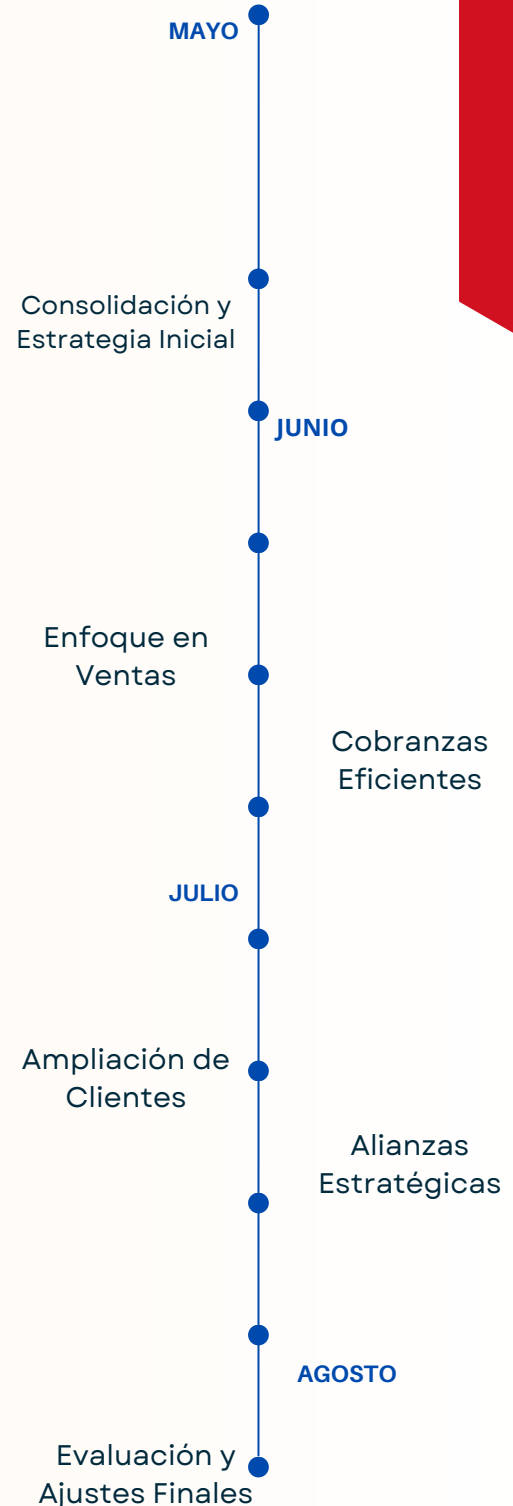 MAYO
Consolidación y
Estrategia Inicial
JUNIO
Enfoque en
Ventas
Cobranzas
Eficientes
JULIO
Ampliación de
Clientes
Alianzas
Estratégicas
AGOSTO
Evaluación y
Ajustes Finales